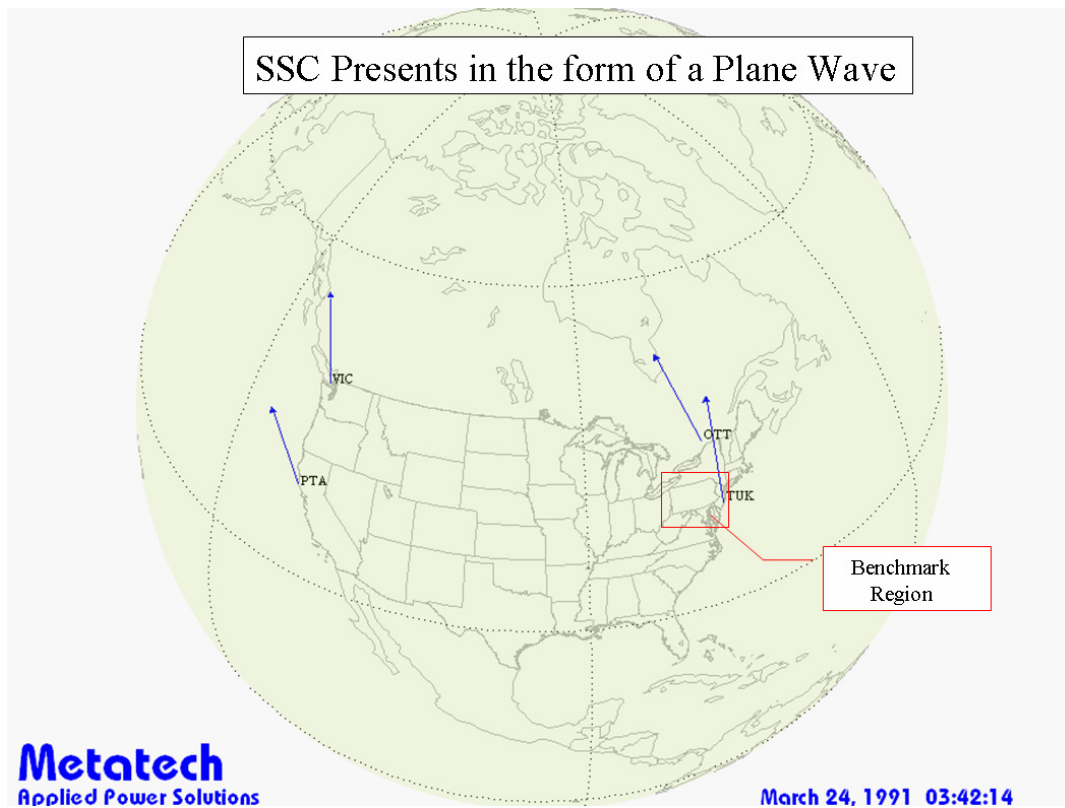 SSC Presents in the form of a Plane Wave
VIC
PTA
OTT
TUK
Benchmark
Region
Metatech
Applied Power Solutions
March 24, 1991 03:42:14